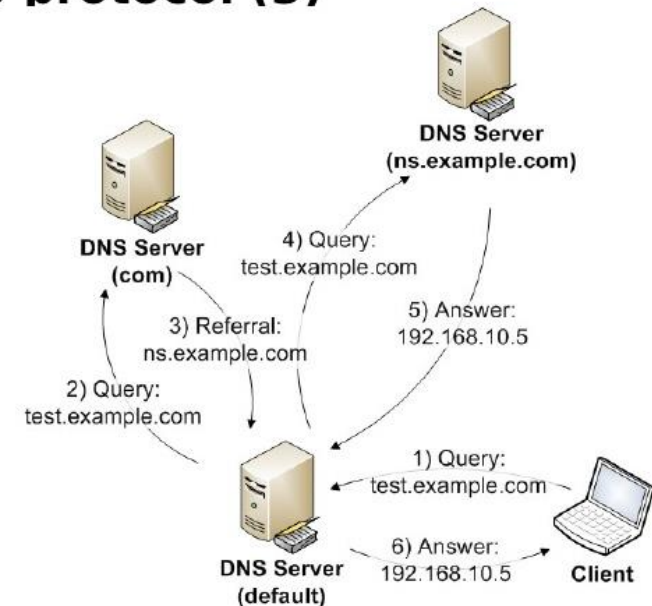 protocol (3)
DNS Server
(ns.example.com)
DNS Server
(com)
4) Query:
test.example.com
3) Referral:
ns.example.com
5) Answer:
192.168.10.5
2) Query:
test.example.com
1) Query:
test.example.com
6) Answer:
192.168.10.5
DNS Server
(default)
Client